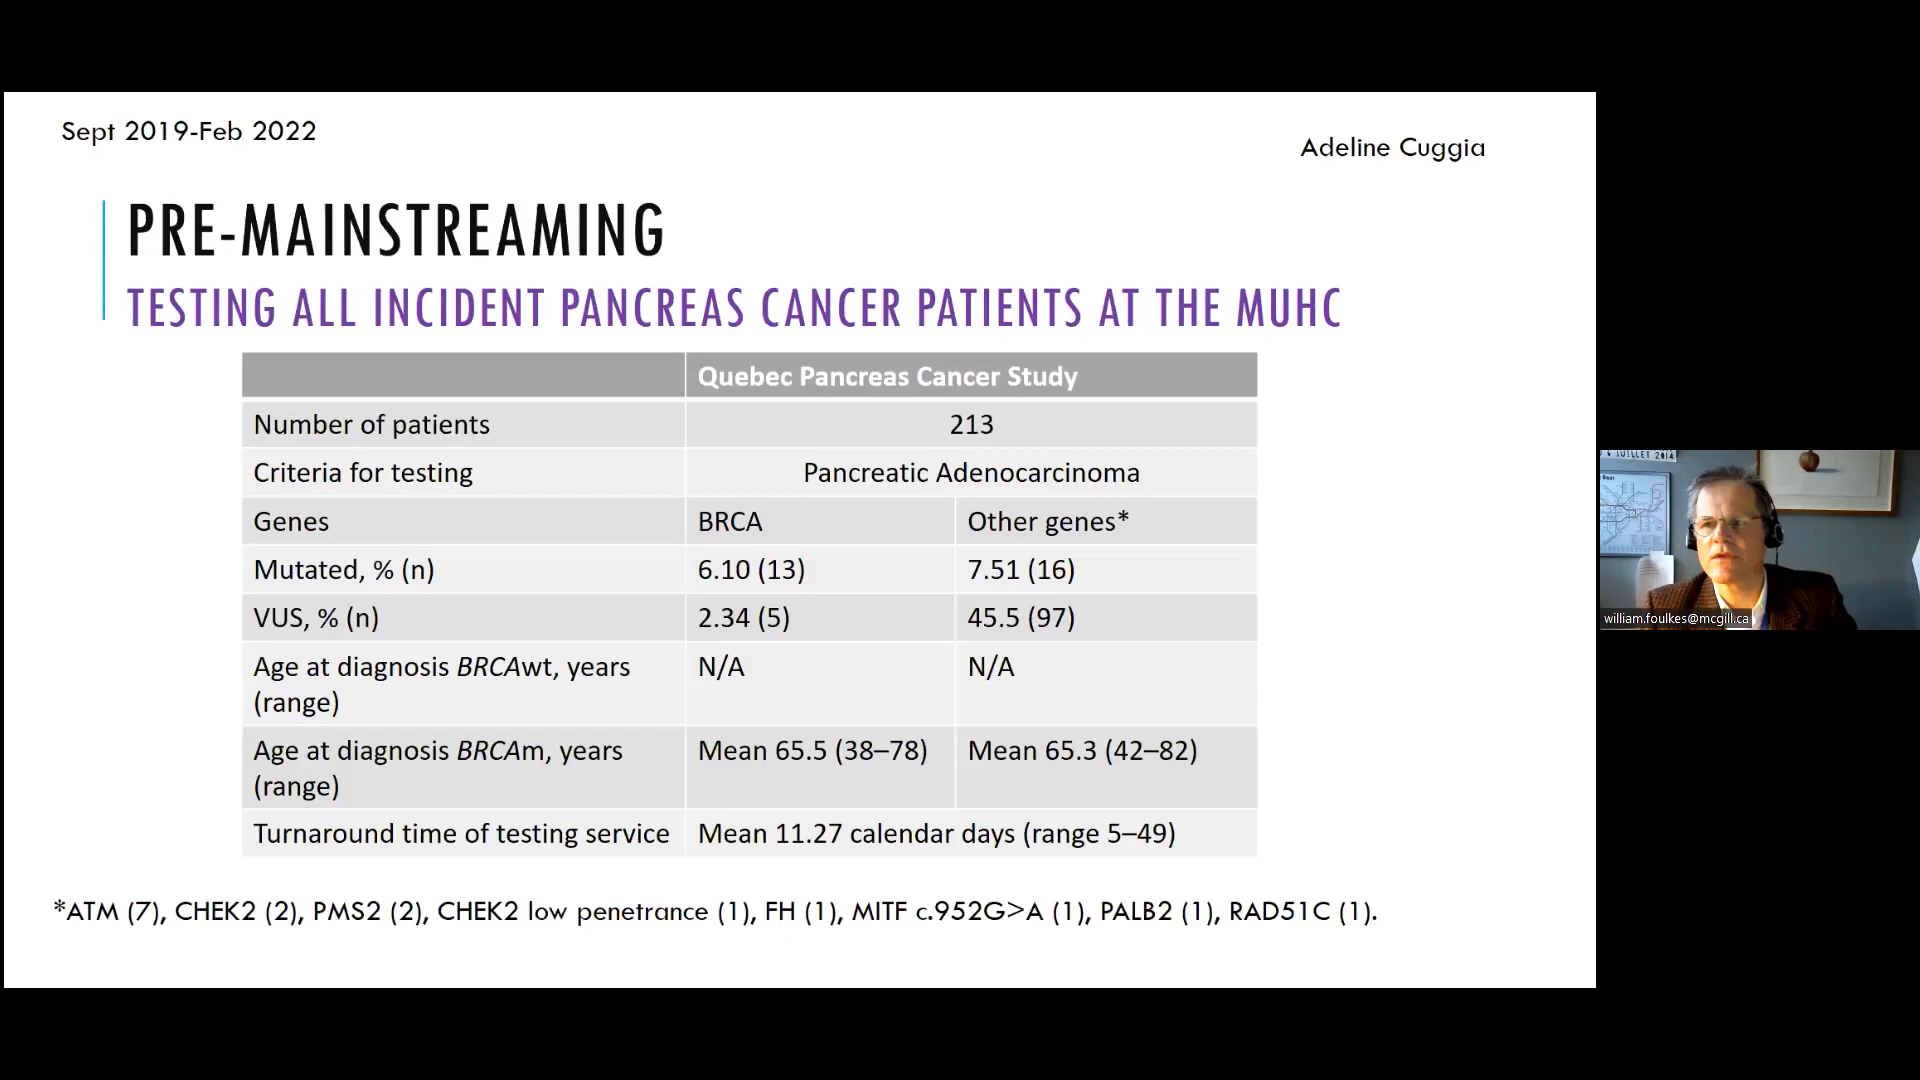 Sept 2019-Feb 2022
Adeline Cuggia
PRE-MAINSTREAMING
TESTING ALL INCIDENT PANCREAS CANCER PATIENTS AT THE MUHC
Quebec Pancreas Cancer Study
Number of patients 213
Criteria for testing Pancreatic Adenocarcinoma
Genes BRCA Other genes*
Mutated, % (n) 6.10 (13) 7.51 (16)
VUS, % (n) 2.34 (5) 45.5 (97)
Age at diagnosis BRCAwt, years N/A N/A
(range)
Age at diagnosis BRCAm, years Mean 65.5 (38–78) Mean 65.3 (42–82)
(range)
Turnaround time of testing service Mean 11.27 calendar days (range 5–49)
*ATM (7), CHEK2 (2), PMS2 (2), CHEK2 low penetrance (1), FH (1), MITF c.952G>A (1), PALB2 (1), RAD51C (1).
6 JUILLET 2014
william.foulkes@mcgill.ca